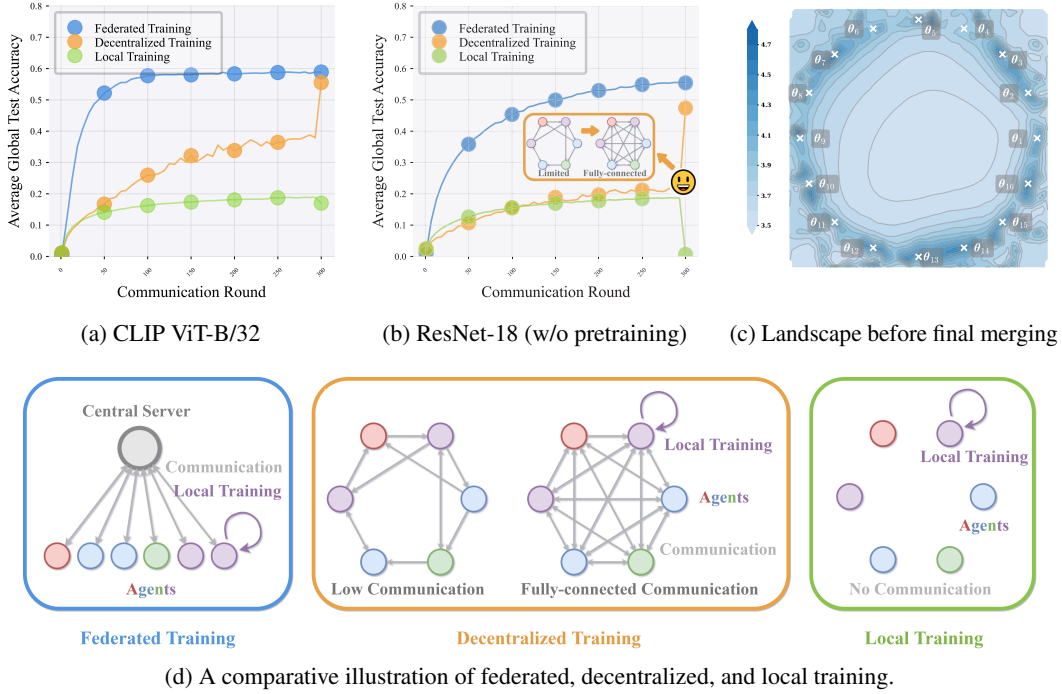 Average Global Test Accuracy
0.8
0.7
0.6
0.5
0.4
0.3
0.2
0.1
0.0
Federated Training
Decentralized Training
Local Training
0
50
100
150
200
250
300
Communication Round
(a) CLIP ViT-B/32
Average Global Test Accuracy
0.8
0.7
0.6
0.5
0.4
0.3
0.2
0.1
0.0
Federated Training
Decentralized Training
Local Training
Limited
Fully-connected
0
50
100
150
200
250
300
Communication Round
(b) ResNet-18 (w/o pretraining)
4.7
4.5
4.3
4.1
3.9
3.7
3.5
θ6
θ5
θ4
θ7
θ3
θ8
θ2
θ9
θ1
θ10
θ16
θ11
θ15
θ12
θ13
θ14
(c) Landscape before final merging
Central Server
Communication
Local Training
Agents
Federated Training
Low Communication
Local Training
Agents
Communication
Fully-connected Communication
Decentralized Training
Local Training
Agents
No Communication
Local Training
(d) A comparative illustration of federated, decentralized, and local training.